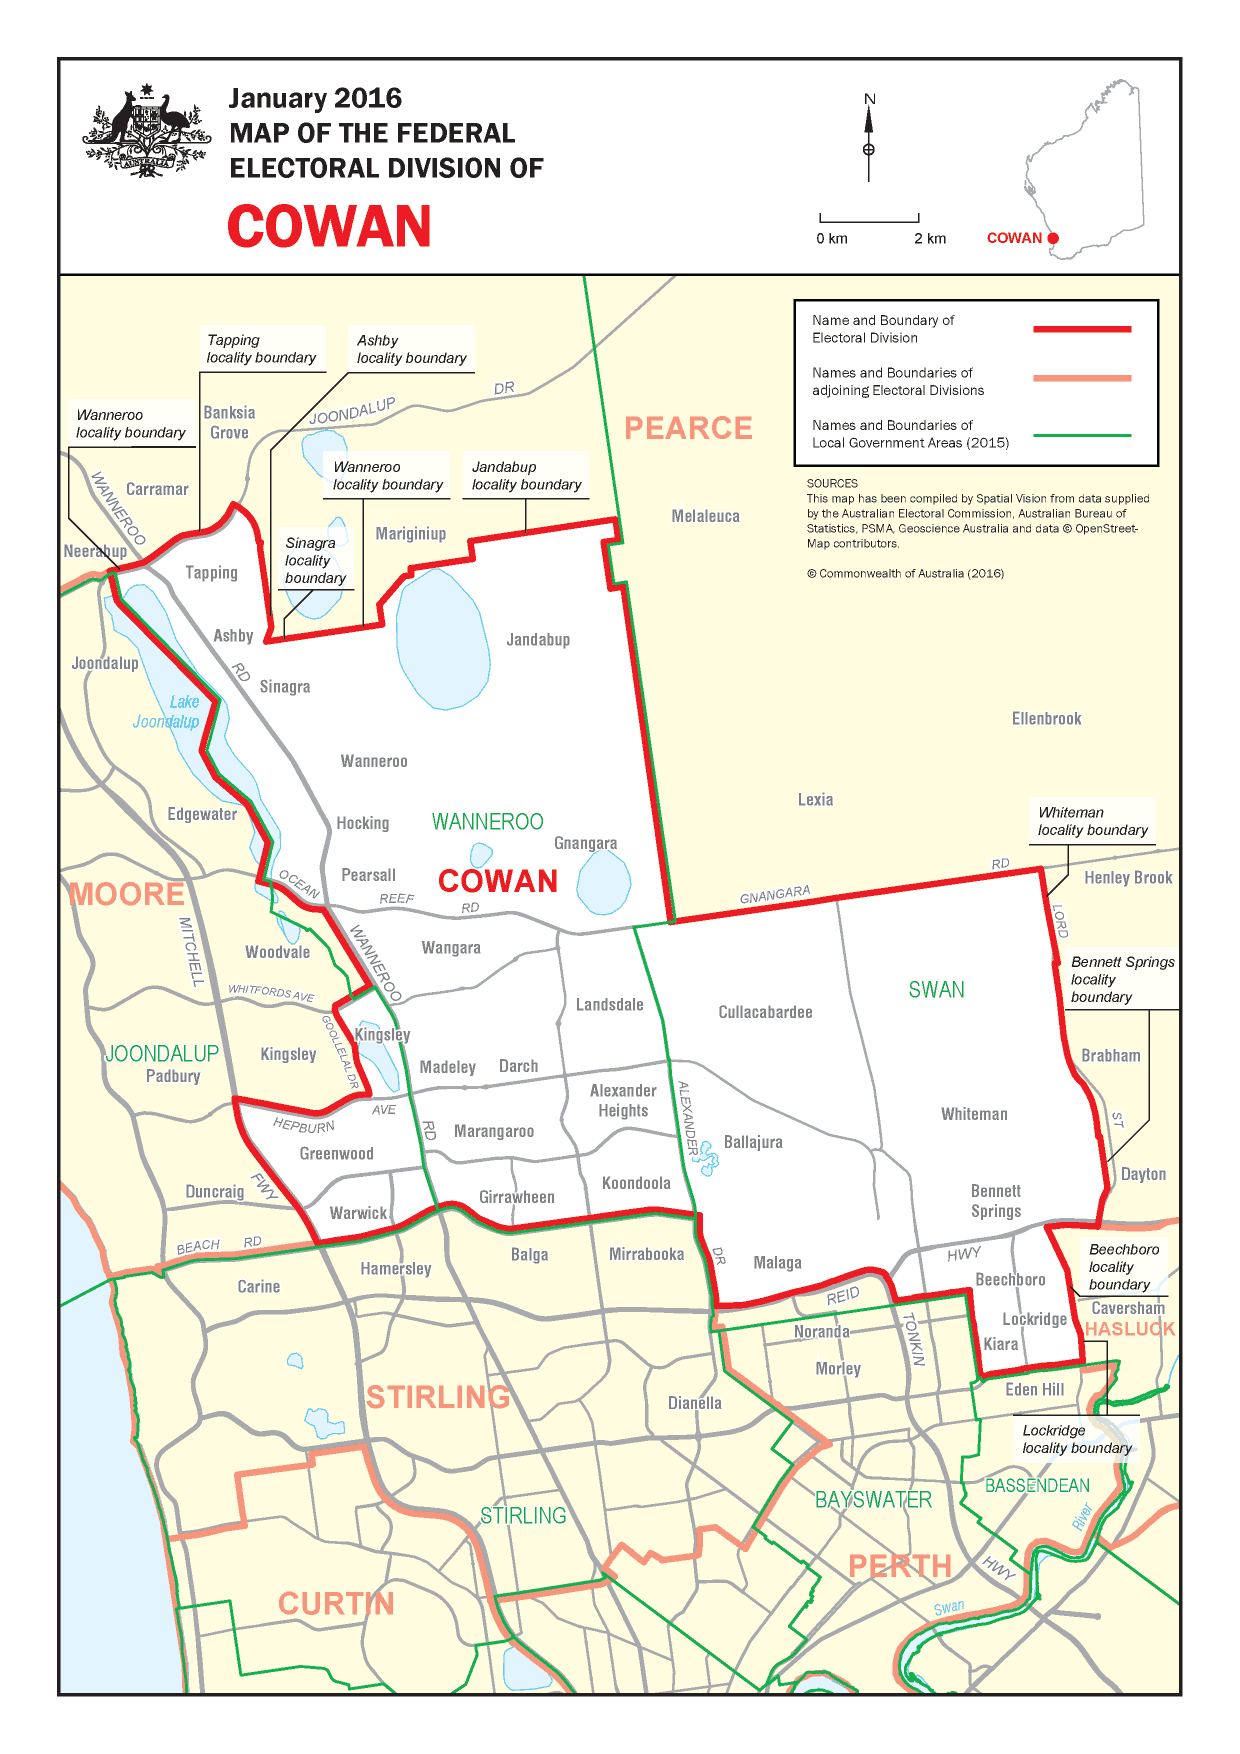 January 2016
MAP OF THE FEDERAL
ELECTORAL DIVISION OF
COWAN
AUSTRALIA
N
0 km 2 km
COWAN
Name and Boundary of
Electoral Division
Names and Boundaries of
adjoining Electoral Divisions
Names and Boundaries of
Local Government Areas (2015)
SOURCES
This map has been compiled by Spatial Vision from data supplied
by the Australian Electoral Commission, Australian Bureau of
Statistics, PSMA, Geoscience Australia and data © OpenStreet-
Map contributors.
© Commonwealth of Australia (2016)
Tapping
locality boundary
Ashby
locality boundary
Wanneroo
locality boundary
Banksia
Grove
JOONDALUP
DR
PEARCE
Wanneroo
locality boundary
Jandabup
locality boundary
WANNEROO
Carramar
Neerabup
Mariginiup
Melaleuca
Sinagra
locality
boundary
Tapping
Ashby
Jandabup
Joondalup
RD
Sinagra
Lake
Joondalup
Ellenbrook
Wanneroo
Lexia
Edgewater
Hocking
WANNEROO
Gnangara
Whiteman
locality boundary
RD
Henley Brook
MOORE
OCEAN
Pearsall
COWAN
REEF
RD
GNANGARA
LORD
MITCHELL
Woodvale
WANNEROO
Wangara
Bennett Springs
locality
boundary
WHITFORDS AVE
Landsdale
Cullacabardee
SWAN
JOONDALUP
Padbury
Kingsley
GOOLLELAL DR
Kingsley
Madeley
Darch
Brabham
Alexander
Heights
ALEXANDER
HEPBURN
AVE
RD
Marangaroo
Whiteman
ST
Greenwood
Ballajura
Dayton
Duncraig
FWY
Warwick
Girrawheen
Koondoola
Bennett
Springs
BEACH RD
Carine
Hamersley
Balga
Mirrabooka
DR
Malaga
HWY
Beechboro
Beechboro
locality
boundary
REID
Caversham
HASLUCK
Noranda
TONKIN
Lockridge
Kiara
Morley
Eden Hill
STIRLING
Dianella
Lockridge
locality boundary
STIRLING
BAYSWATER
BASSENDEAN
River
PERTH
HWY
CURTIN
Swan